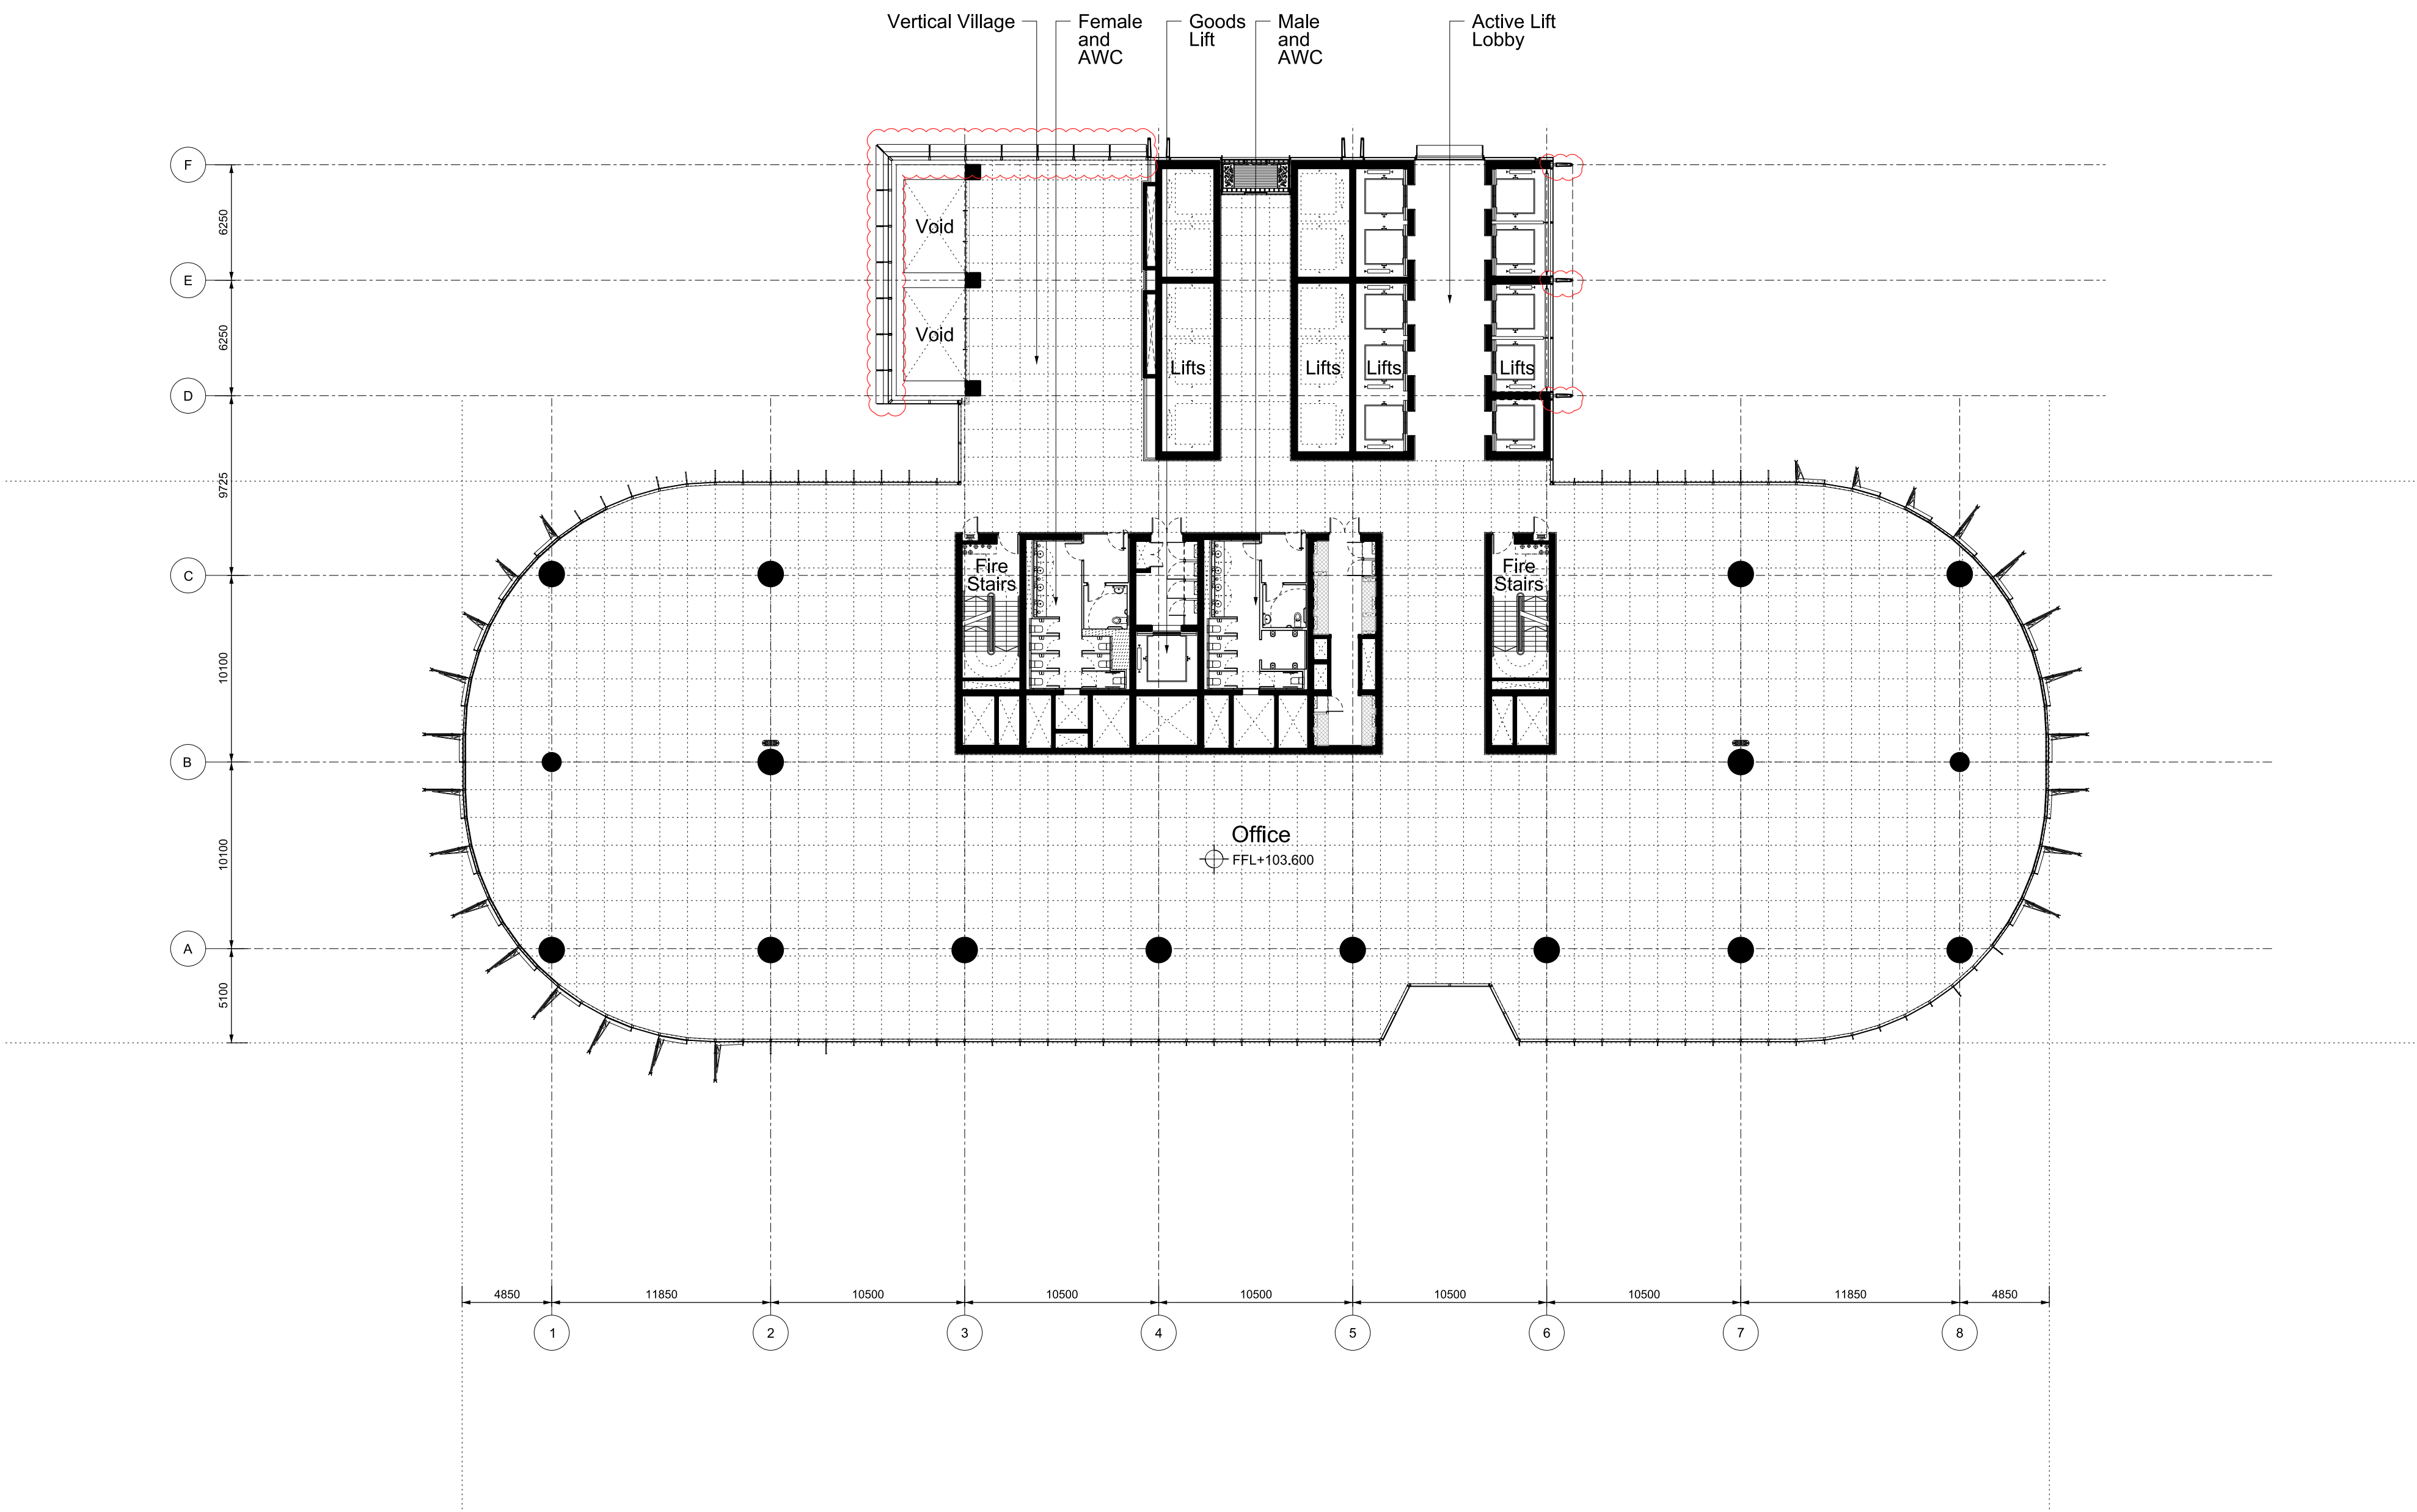 Vertical Village
Female
and
AWC
Goods
Lift
Male
and
AWC
Active Lift
Lobby
F
6250
Void
E
6250
Void
Lifts
Lifts
Lifts
Lifts
D
9725
C
Fire
Stairs
Fire
Stairs
10100
B
10100
Office
FFL+103.600
A
5100
4850
11850
10500
10500
10500
10500
10500
11850
4850
1
2
3
4
5
6
7
8